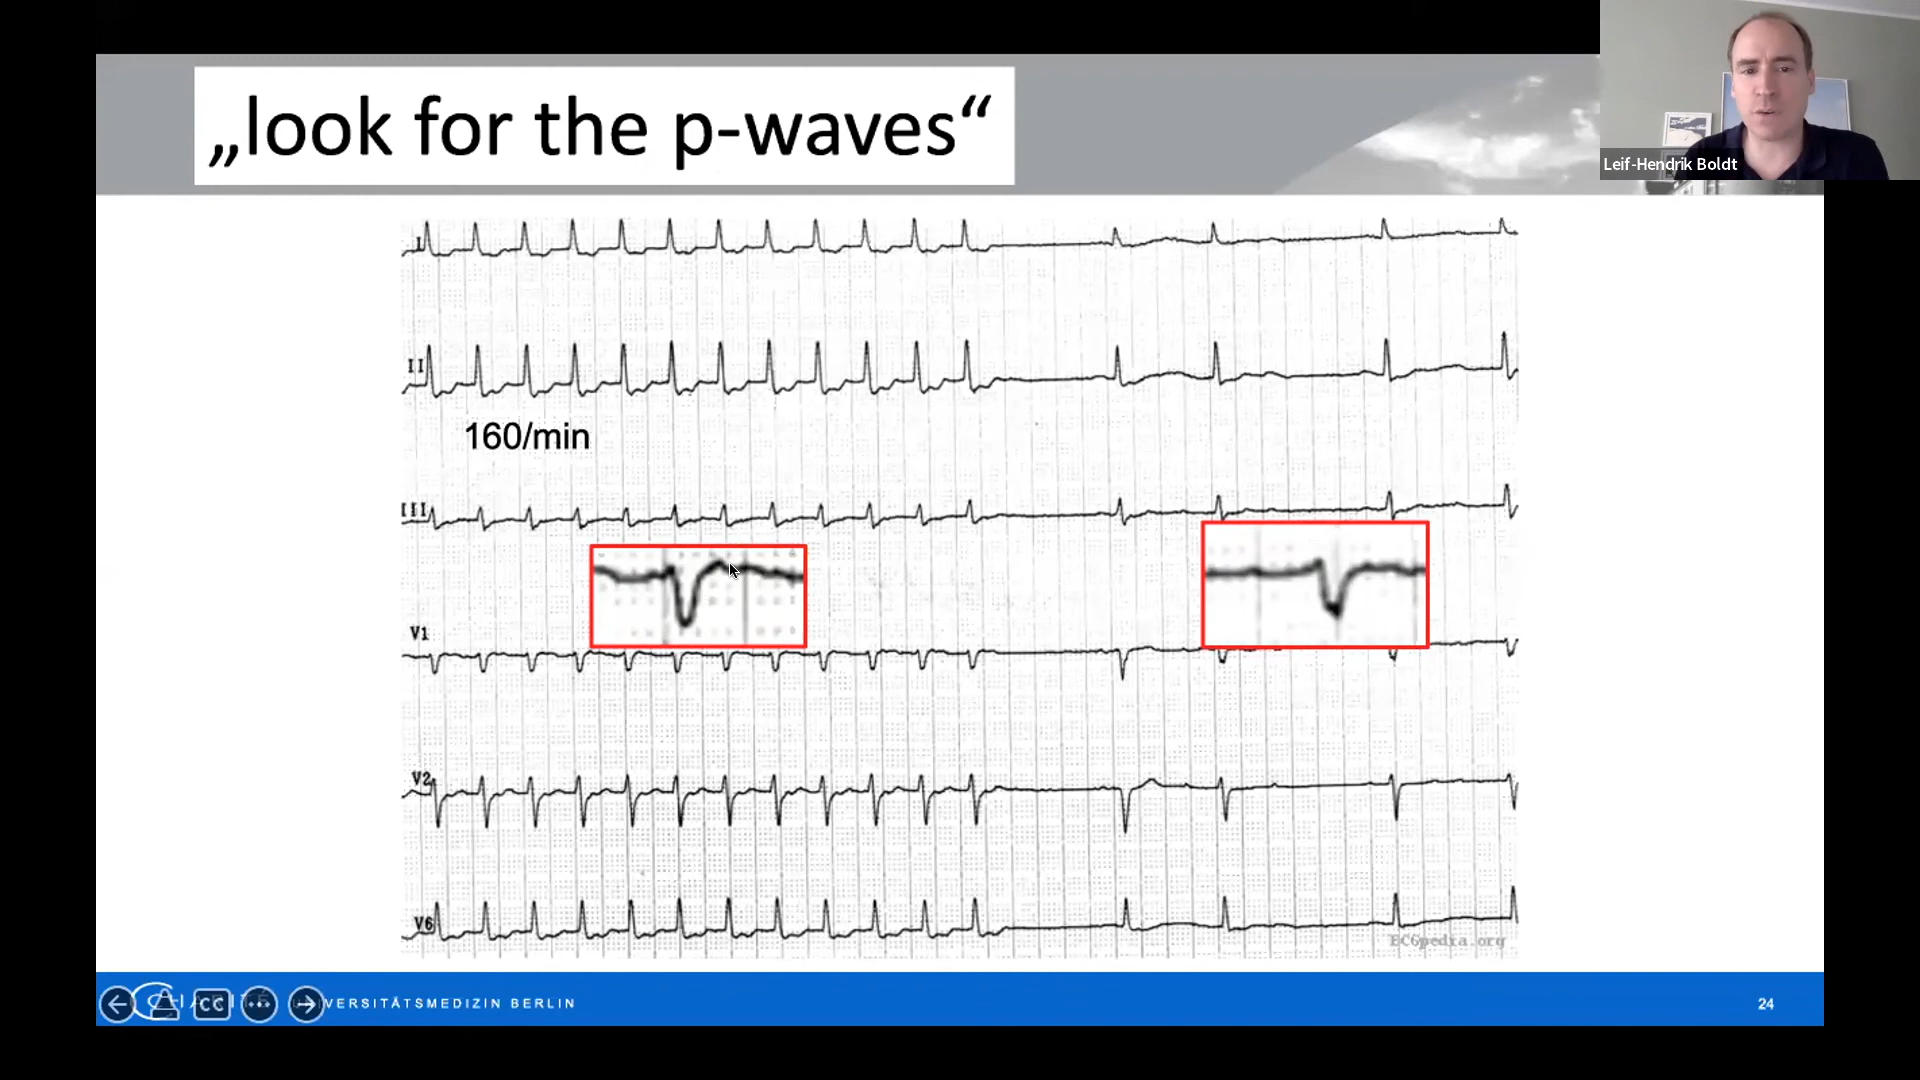 „look for the p-waves“
Leif-Hendrik Boldt
I
II
160/min
III
V1
V2
V6
ECGpedia.org
CC
VERSITÄTSMEDIZIN BERLIN
24